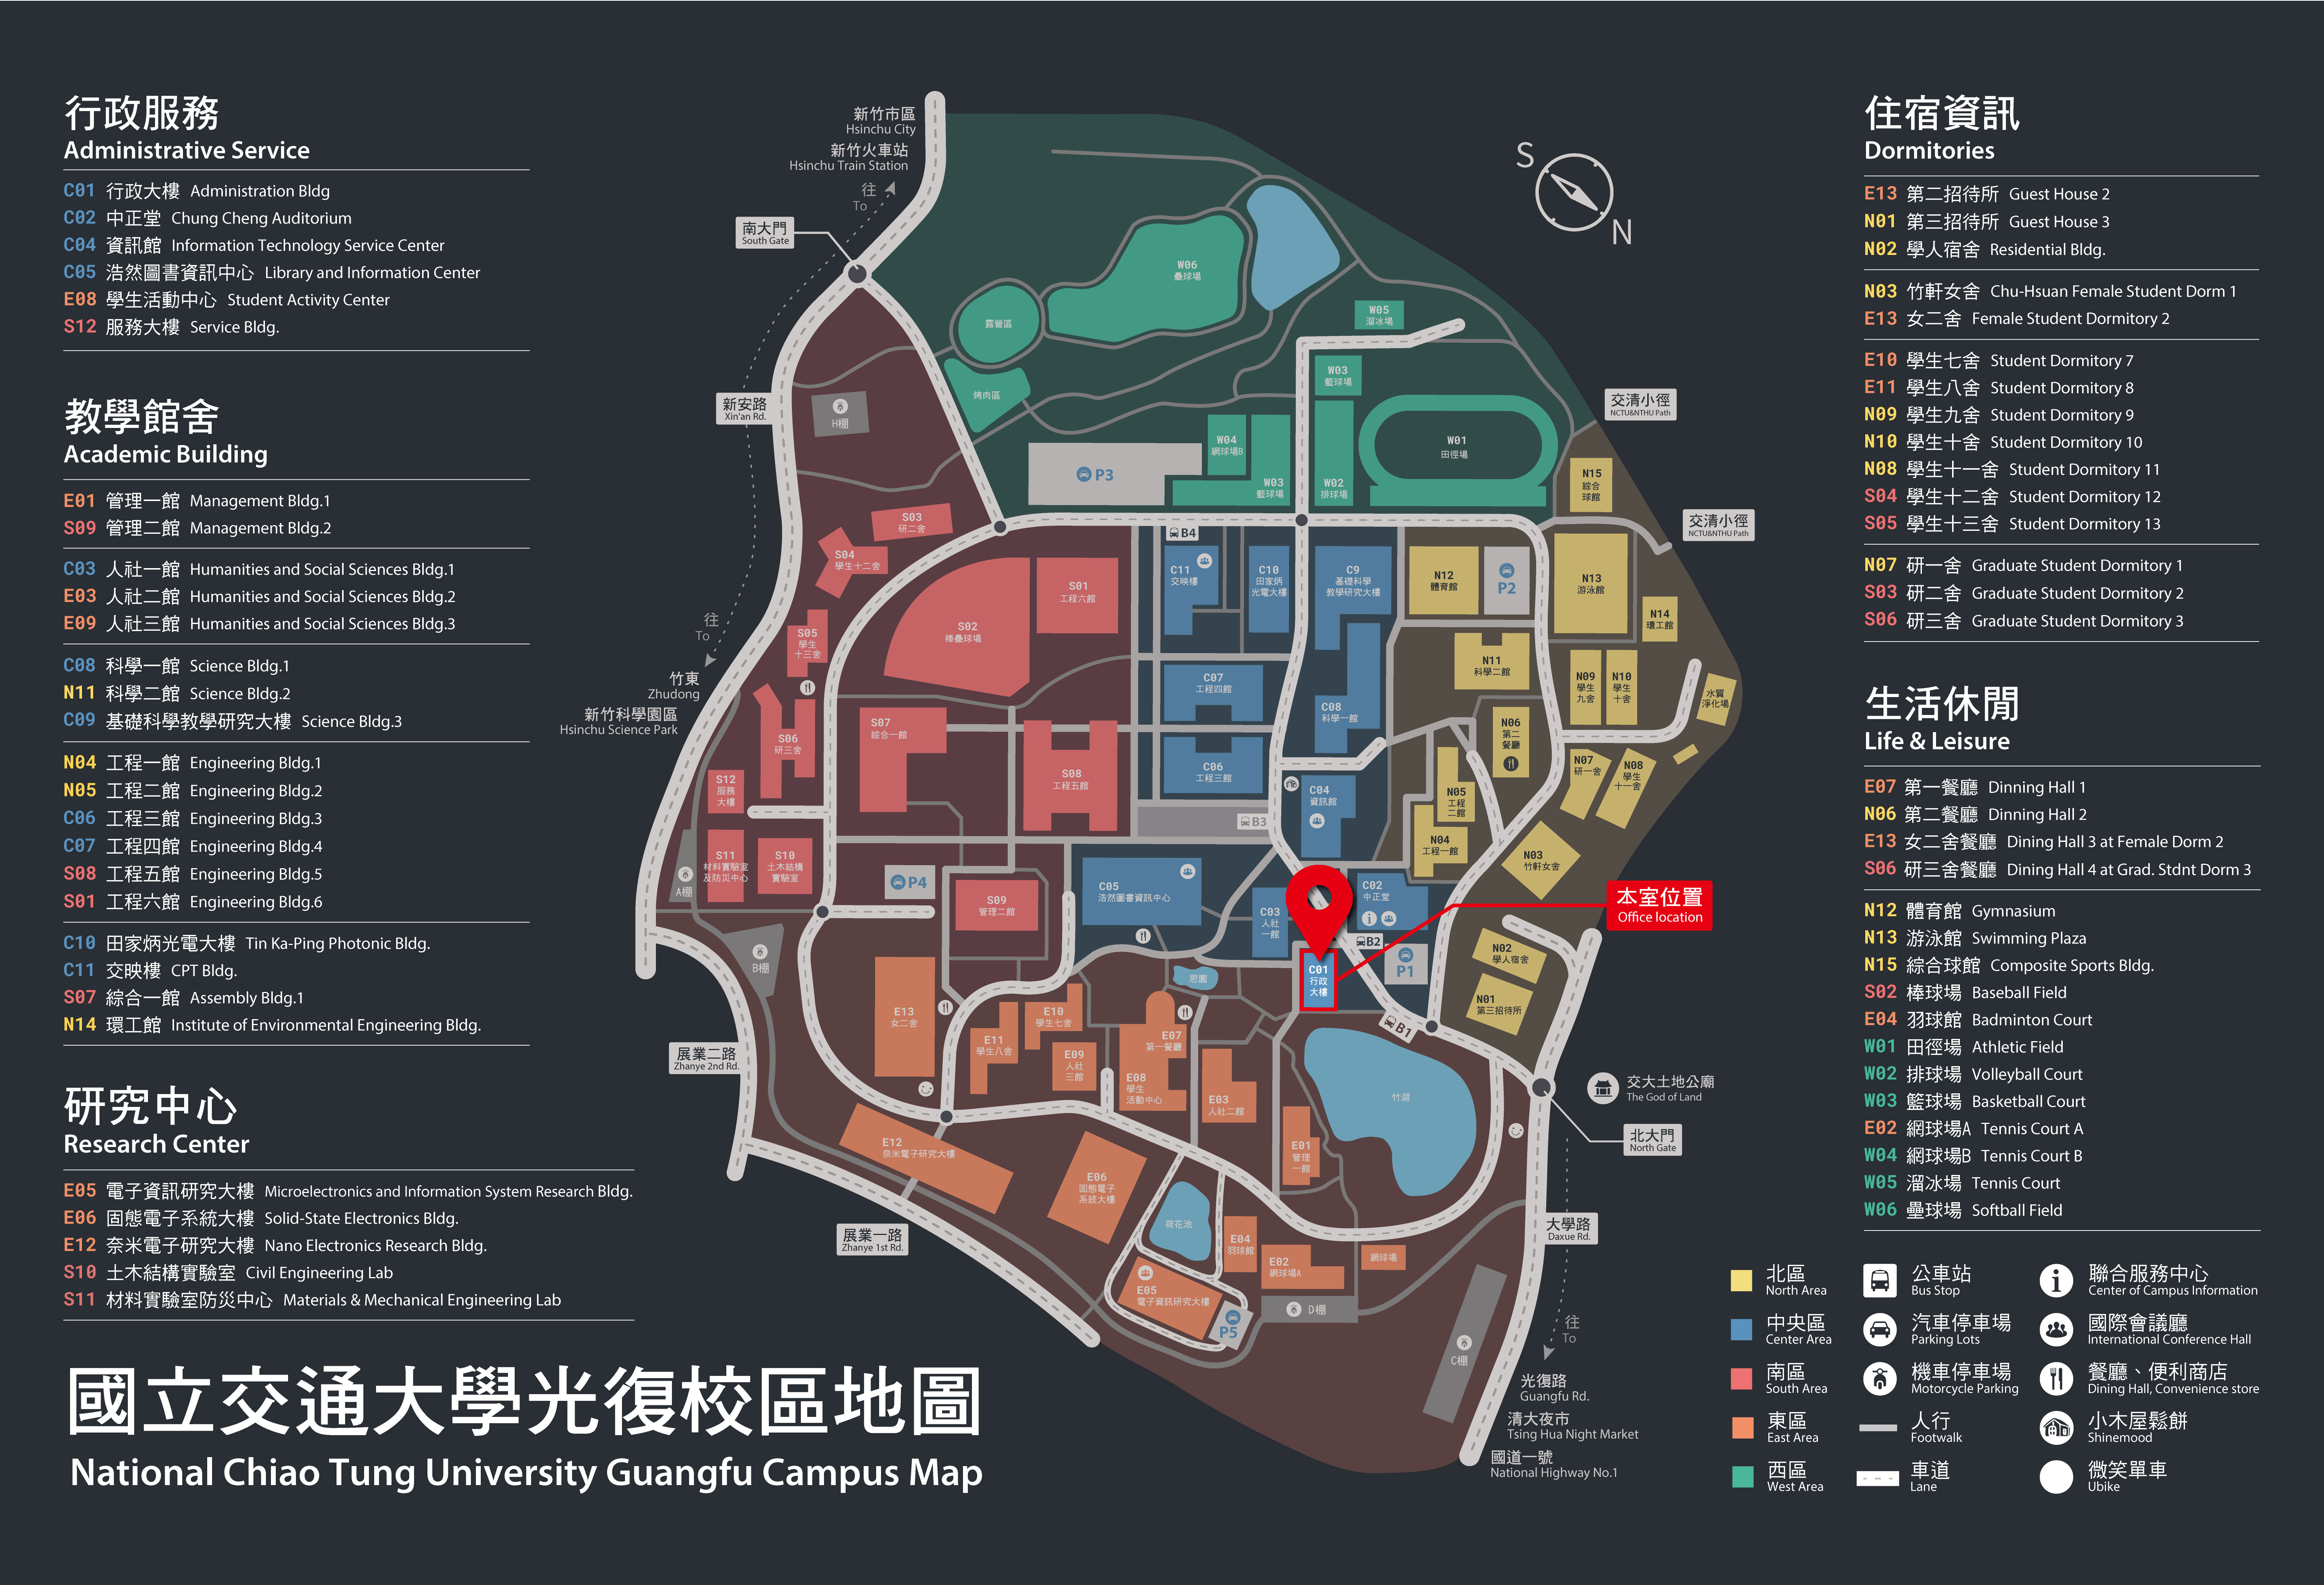 行政服務
Administrative Service
C01 行政大樓 Administration Bldg
C02 中正堂 Chung Cheng Auditorium
C04 資訊館 Information Technology Service Center
C05 浩然圖書資訊中心 Library and Information Center
E08 學生活動中心 Student Activity Center
S12 服務大樓 Service Bldg.
教學館舍
Academic Building
E01 管理一館 Management Bldg.1
S09 管理二館 Management Bldg.2
C03 人社一館 Humanities and Social Sciences Bldg.1
E03 人社二館 Humanities and Social Sciences Bldg.2
E09 人社三館 Humanities and Social Sciences Bldg.3
C08 科學一館 Science Bldg.1
N11 科學二館 Science Bldg.2
C09 基礎科學教學研究大樓 Science Bldg.3
N04 工程一館 Engineering Bldg.1
N05 工程二館 Engineering Bldg.2
C06 工程三館 Engineering Bldg.3
C07 工程四館 Engineering Bldg.4
S08 工程五館 Engineering Bldg.5
S01 工程六館 Engineering Bldg.6
C10 田家炳光電大樓 Tin Ka-Ping Photonic Bldg.
C11 交映樓 CPT Bldg.
S07 綜合一館 Assembly Bldg.1
N14 環工館 Institute of Environmental Engineering Bldg.
研究中心
Research Center
E05 電子資訊研究大樓 Microelectronics and Information System Research Bldg.
E06 固態電子系統大樓 Solid-State Electronics Bldg.
E12 奈米電子研究大樓 Nano Electronics Research Bldg.
S10 土木結構實驗室 Civil Engineering Lab
S11 材料實驗室防災中心 Materials & Mechanical Engineering Lab
國立交通大學光復校區地圖
National Chiao Tung University Guangfu Campus Map
新竹市區
Hsinchu City
新竹火車站
Hsinchu Train Station
往
To
南大門
South Gate
新安路
Xin'an Rd.
往
To
竹東
Zhudong
新竹科學園區
Hsinchu Science Park
展業二路
Zhanye 2nd Rd.
展業一路
Zhanye 1st Rd.
S
N
W06
壘球場
露營區
烤肉區
W05
溜冰場
W03
籃球場
W04
網球場B
W03
籃球場
W02
排球場
W01
田徑場
P3
H棚
交清小徑
NCTU&NTHU Path
交清小徑
NCTU&NTHU Path
N15
綜合
球館
S03
研二舍
S04
學生十二舍
S05
學生
十三舍
S02
棒壘球場
S01
工程六館
B4
C11
交映樓
C10
田家炳
光電大樓
C9
基礎科學
教學研究大樓
N12
體育館
P2
N13
游泳館
N14
環工館
S06
研三舍
S07
綜合一館
S08
工程五館
C07
工程四館
C06
工程三館
C08
科學一館
N11
科學二館
N09
學生
九舍
N10
學生
十舍
水質
淨化場
N06
第二
餐廳
N07
研一舍
N08
學生
十一舍
S12
服務
大樓
S11
材料實驗室
及防災中心
S10
土木結構
實驗室
A棚
B棚
P4
S09
管理二館
B3
C04
資訊館
N05
工程
二館
N04
工程一館
N03
竹軒女舍
C05
浩然圖書資訊中心
C03
人社
一館
C02
中正堂
B2
P1
C01
行政
大樓
本室位置
Office location
N02
學人宿舍
N01
第三招待所
B1
思園
E13
女二舍
E11
學生八舍
E10
學生七舍
E09
人社
三館
E07
第一餐廳
E08
學生
活動中心
E03
人社二館
E01
管理
一館
竹湖
交大土地公廟
The God of Land
北大門
North Gate
E12
奈米電子研究大樓
E06
固態電子
系統大樓
荷花池
E04
羽球館
E02
網球場A
網球場
E05
電子資訊研究大樓
P5
D棚
C棚
大學路
Daxue Rd.
往
To
光復路
Guangfu Rd.
清大夜市
Tsing Hua Night Market
國道一號
National Highway No.1
住宿資訊
Dormitories
E13 第二招待所 Guest House 2
N01 第三招待所 Guest House 3
N02 學人宿舍 Residential Bldg.
N03 竹軒女舍 Chu-Hsuan Female Student Dorm 1
E13 女二舍 Female Student Dormitory 2
E10 學生七舍 Student Dormitory 7
E11 學生八舍 Student Dormitory 8
N09 學生九舍 Student Dormitory 9
N10 學生十舍 Student Dormitory 10
N08 學生十一舍 Student Dormitory 11
S04 學生十二舍 Student Dormitory 12
S05 學生十三舍 Student Dormitory 13
N07 研一舍 Graduate Student Dormitory 1
S03 研二舍 Graduate Student Dormitory 2
S06 研三舍 Graduate Student Dormitory 3
生活休閒
Life & Leisure
E07 第一餐廳 Dinning Hall 1
N06 第二餐廳 Dinning Hall 2
E13 女二舍餐廳 Dining Hall 3 at Female Dorm 2
S06 研三舍餐廳 Dining Hall 4 at Grad. Stdnt Dorm 3
N12 體育館 Gymnasium
N13 游泳館 Swimming Plaza
N15 綜合球館 Composite Sports Bldg.
S02 棒球場 Baseball Field
E04 羽球館 Badminton Court
W01 田徑場 Athletic Field
W02 排球場 Volleyball Court
W03 籃球場 Basketball Court
E02 網球場A Tennis Court A
W04 網球場B Tennis Court B
W05 溜冰場 Tennis Court
W06 壘球場 Softball Field
北區
North Area
中央區
Center Area
南區
South Area
東區
East Area
西區
West Area
公車站
Bus Stop
汽車停車場
Parking Lots
機車停車場
Motorcycle Parking
人行
Footwalk
車道
Lane
聯合服務中心
Center of Campus Information
國際會議廳
International Conference Hall
餐廳、便利商店
Dining Hall, Convenience store
小木屋鬆餅
Shinemood
微笑單車
Ubike